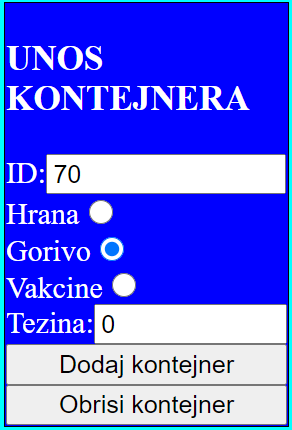 UNOS
KONTEJNERA
ID: 70
Hrana
Gorivo
Vakcine
Tezina: 0
Dodaj kontejner
Obrisi kontejner